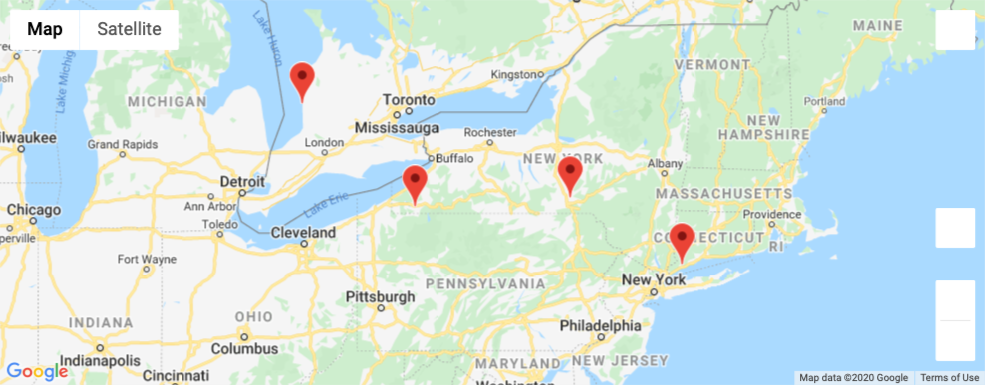 Map
Satellite
Lake Huron
Lake Michig
MICHIGAN
Toronto
Mississauga
Kingston
VERMONT
MAINE
Portland
NEW
HAMPSHIRE
ilwaukee
Grand Rapids
London
Rochester
Buffalo
NEW YORK
Albany
MASSACHUSETTS
Detroit
Ann Arbor
Lake Erie
Toledo
Chicago
perville
Cleveland
CONNECTICUT
Providence
RI
Fort Wayne
PENNSYLVANIA
New York
Pittsburgh
INDIANA
OHIO
Columbus
Philadelphia
Indianapolis
MARYLAND
NEW JERSEY
Cincinnati
Washington
Google
Map data ©2020 Google
Terms of Use